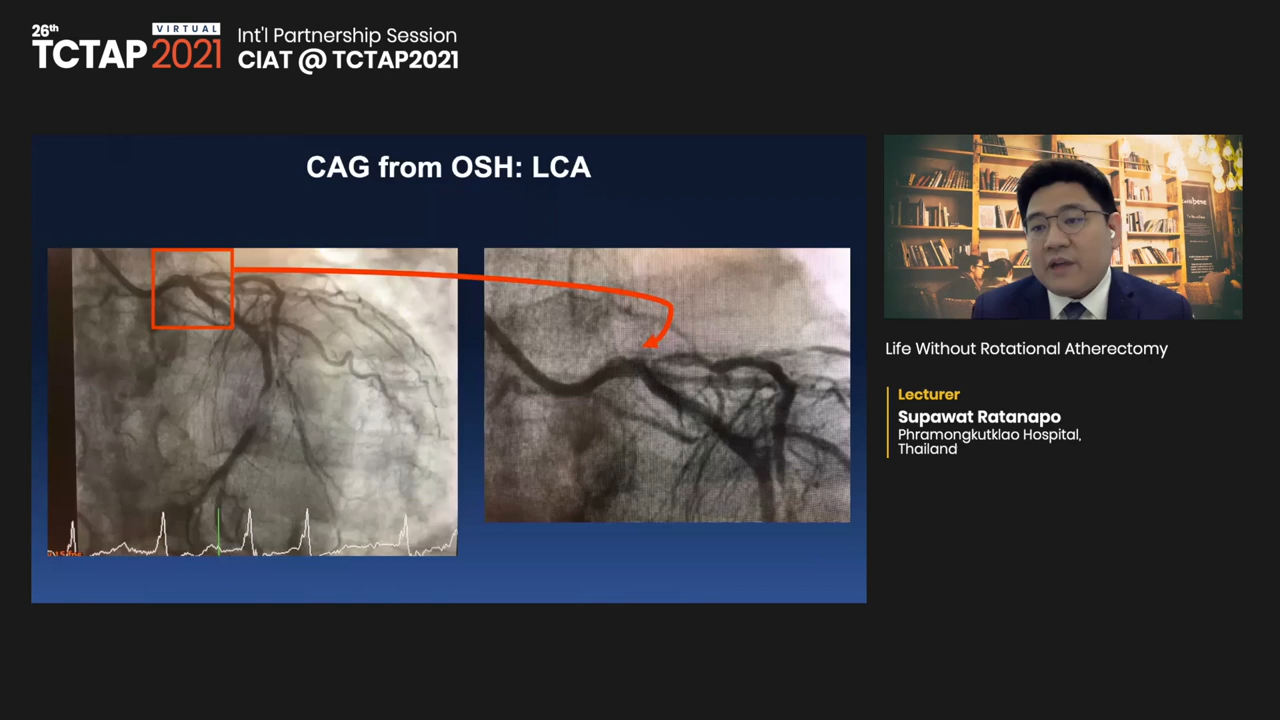 26th
VIRTUAL
TCTAP 2021
Int'l Partnership Session
CIAT @ TCTAP2021
CAG from OSH: LCA
Life Without Rotational Atherectomy
Lecturer
Supawat Ratanapo
Phramongkutklao Hospital,
Thailand